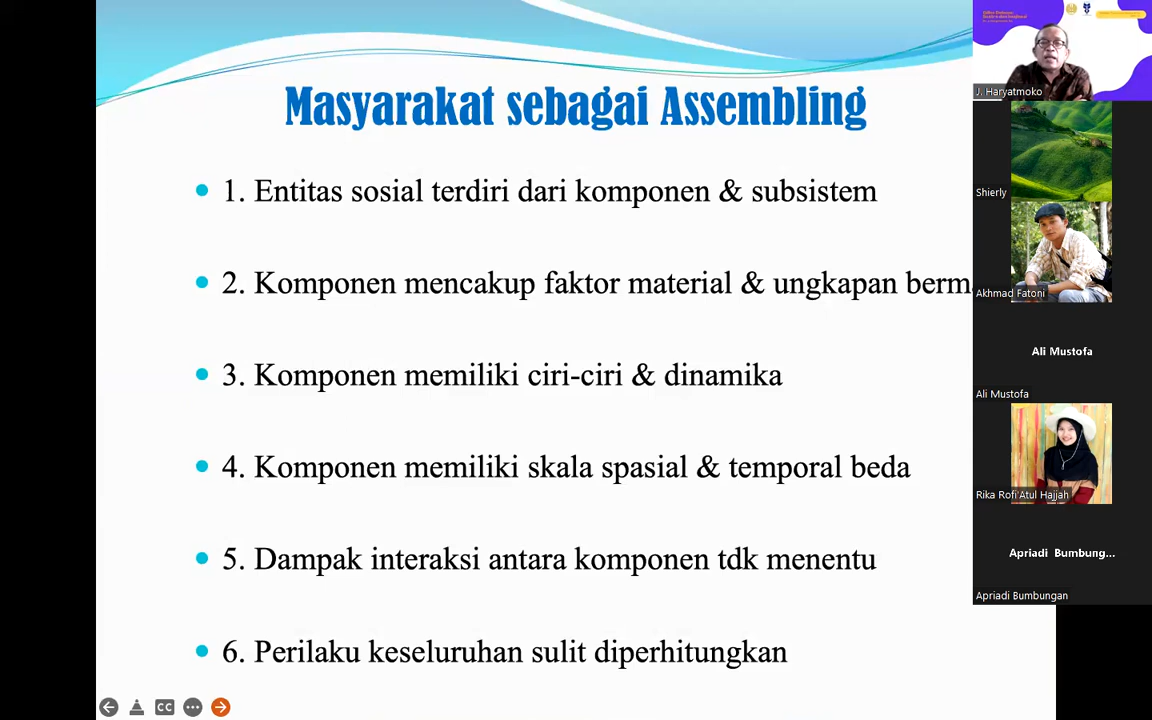 Masyarakat sebagai Assembling
1. Entitas sosial terdiri dari komponen & subsistem
2. Komponen mencakup faktor material & ungkapan
3. Komponen memiliki ciri-ciri & dinamika
4. Komponen memiliki skala spasial & temporal beda
5. Dampak interaksi antara komponen tdk menentu
6. Perilaku keseluruhan sulit diperhitungkan
CC
J. Haryatmoko
Shierly
Akhmad Fatoni
Ali Mustofa
Ali Mustofa
Rika Rofi'Atul Hajjah
Apriadi Bumbung...
Apriadi Bumbungan